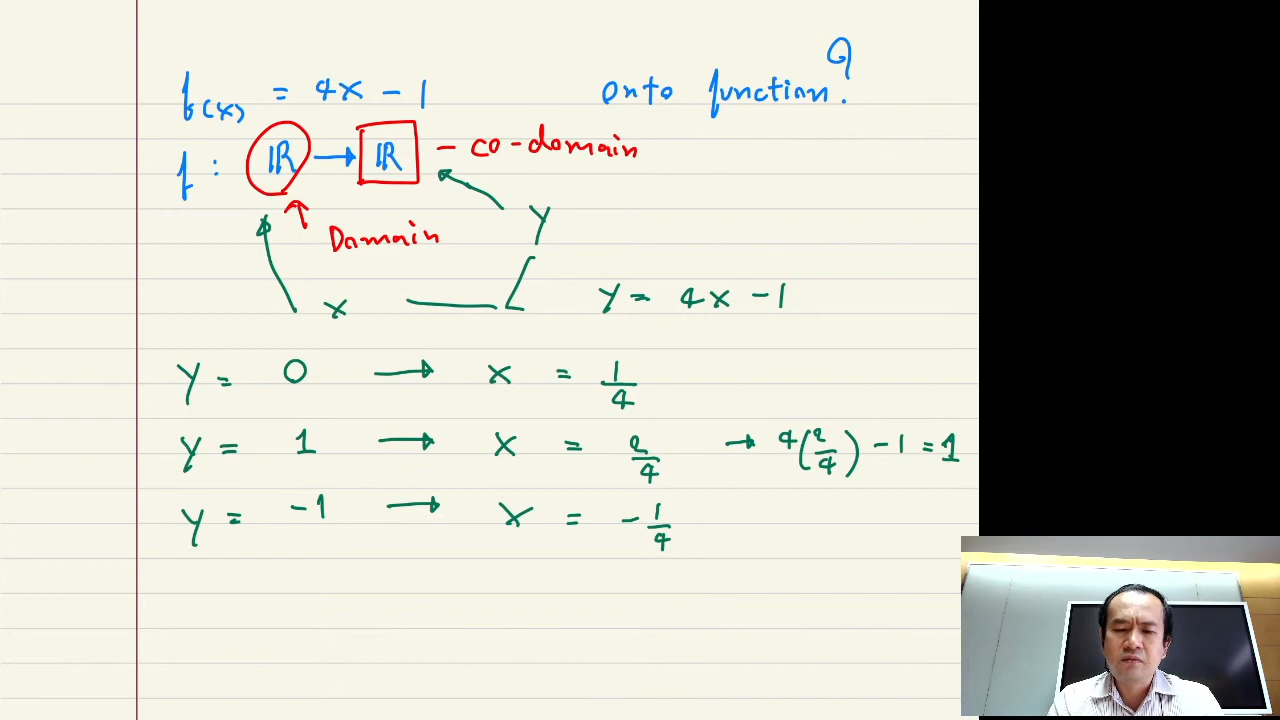 f(x) = 4x - 1 onto function?
f : ℝ → ℝ - co-domain
Domain
y
x
y = 4x - 1
y = 0 → x = 1/4
y = 1 → x = 2/4 → 4(2/4) - 1 = 1
y = -1 → x = -1/4